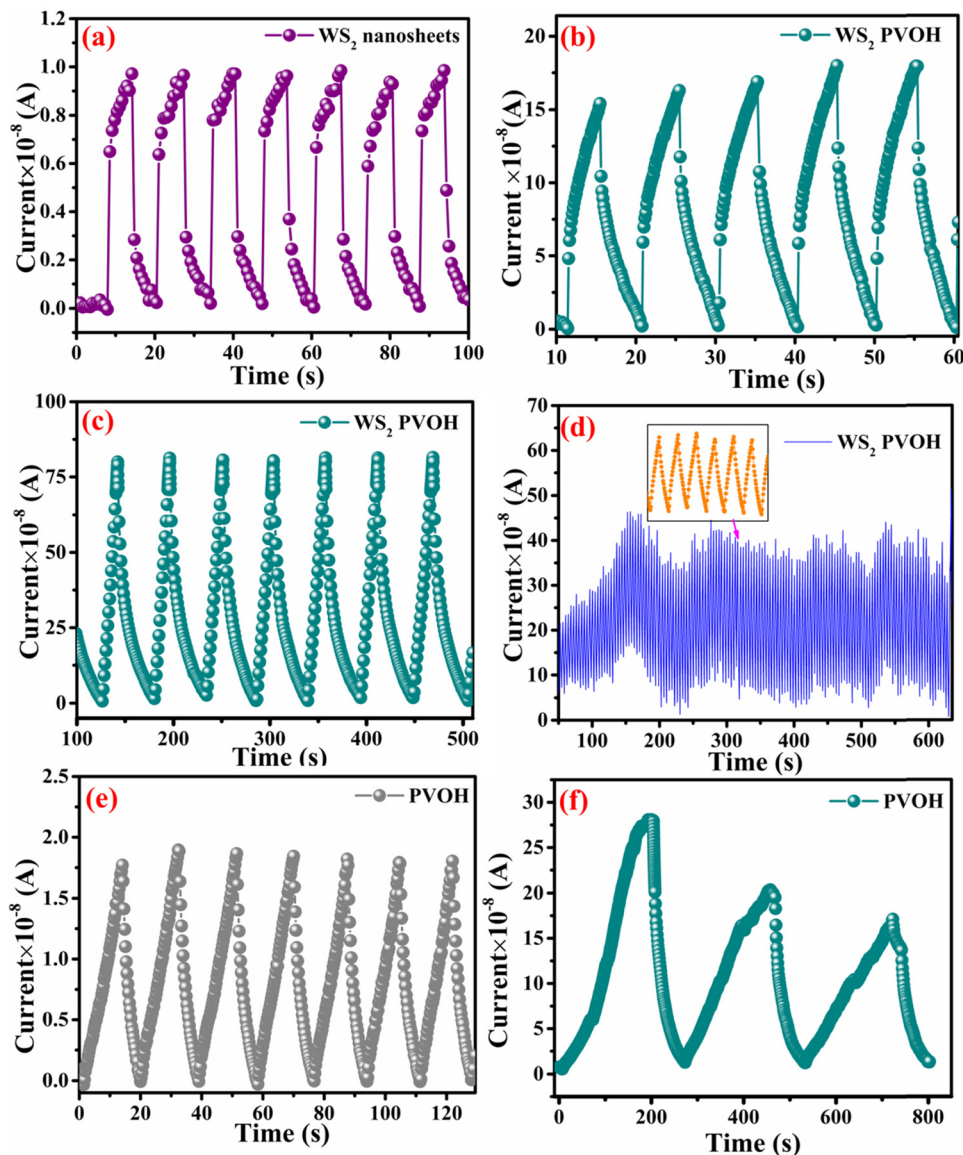 (a)
WS2 nanosheets
1.2
1.0
0.8
0.6
0.4
0.2
0.0
Current×10-8 (A)
0 20 40 60 80 100
Time (s)
(b)
WS2 PVOH
20
15
10
5
0
Current ×10-8(A)
10 20 30 40 50 60
Time (s)
(c)
WS2 PVOH
100
75
50
25
0
Current×10-8 (A)
100 200 300 400 500
Time (s)
(d)
WS2 PVOH
70
60
50
40
30
20
10
0
Current×10-8 (A)
100 200 300 400 500 600
Time (s)
(e)
PVOH
2.5
2.0
1.5
1.0
0.5
0.0
Current×10-8 (A)
0 20 40 60 80 100 120
Time (s)
(f)
PVOH
30
25
20
15
10
5
0
Current×10-8 (A)
0 200 400 600 800
Time (s)